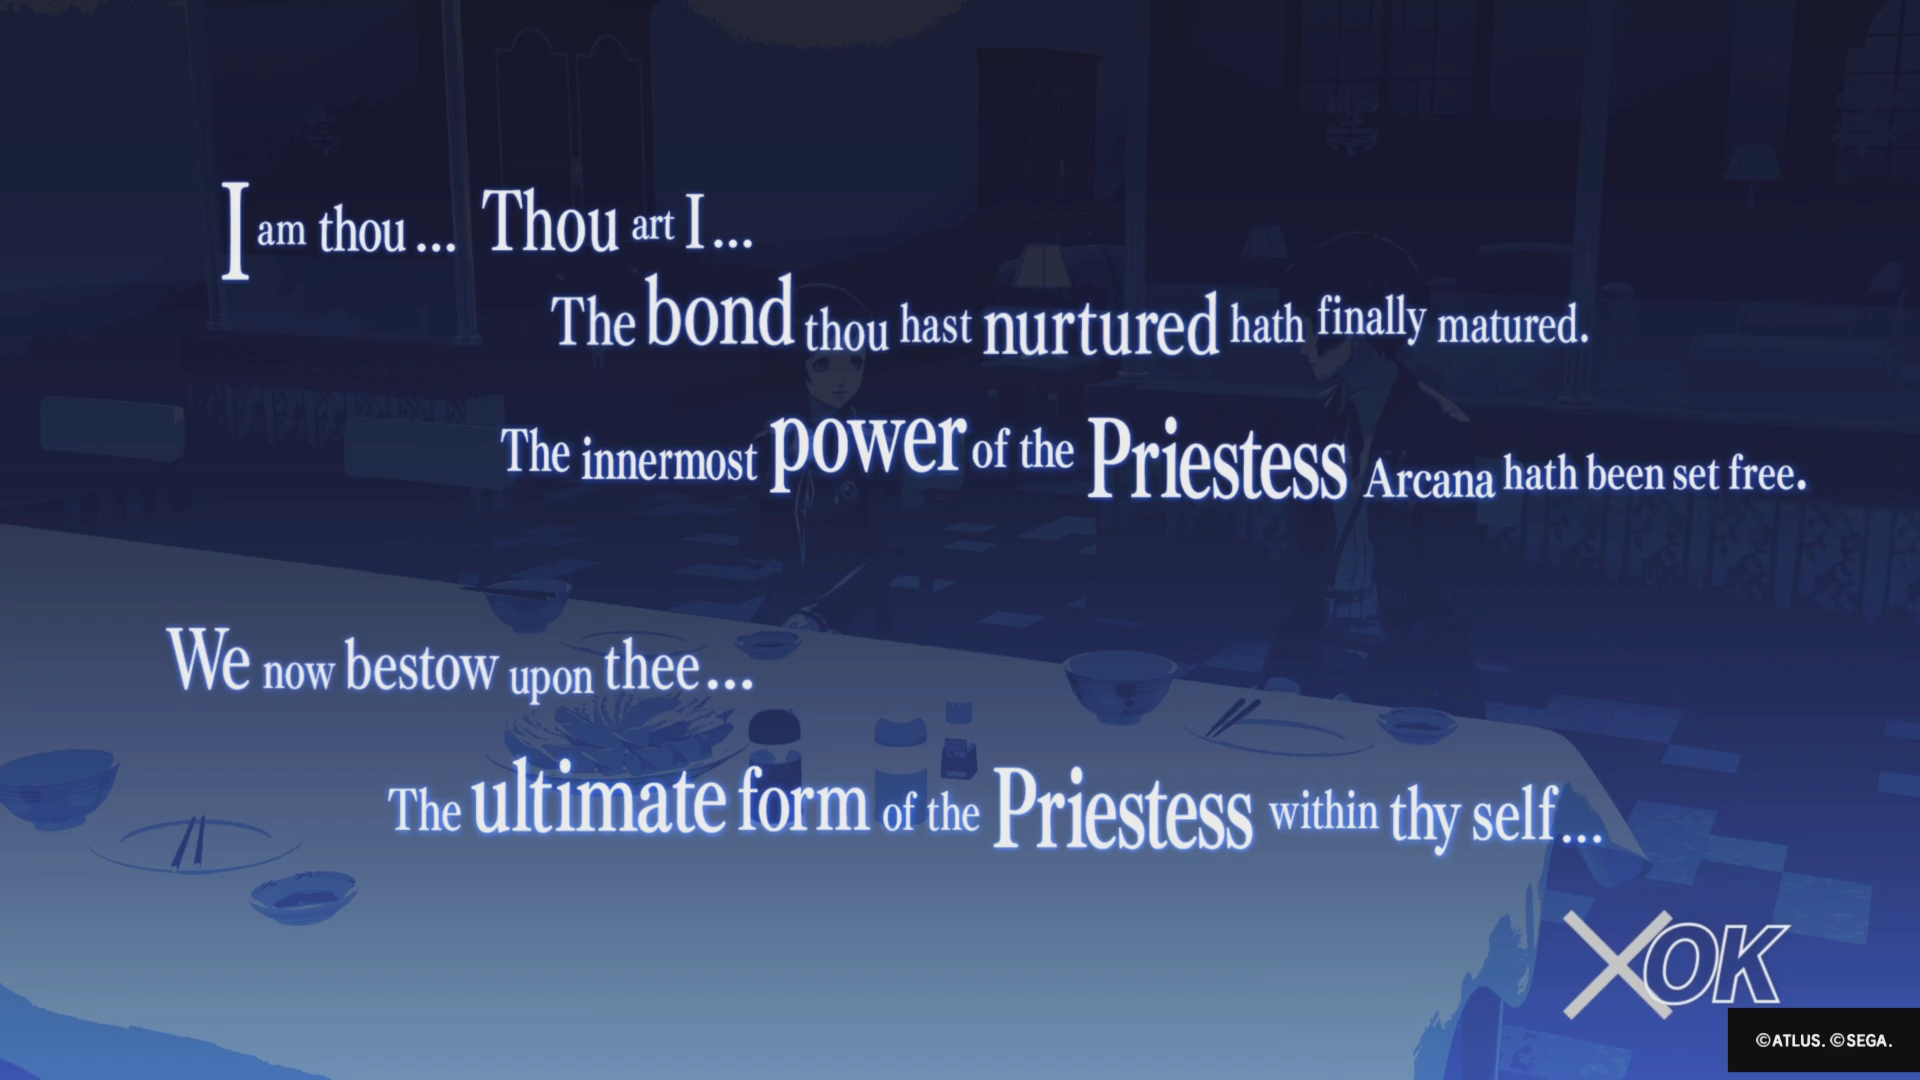 I am thou... Thou art I...
The bond thou hast nurtured hath finally matured.
The innermost power of the Priestess Arcana hath been set free.
We now bestow upon thee...
The ultimate form of the Priestess within thy self...
OK
©ATLUS. ©SEGA.